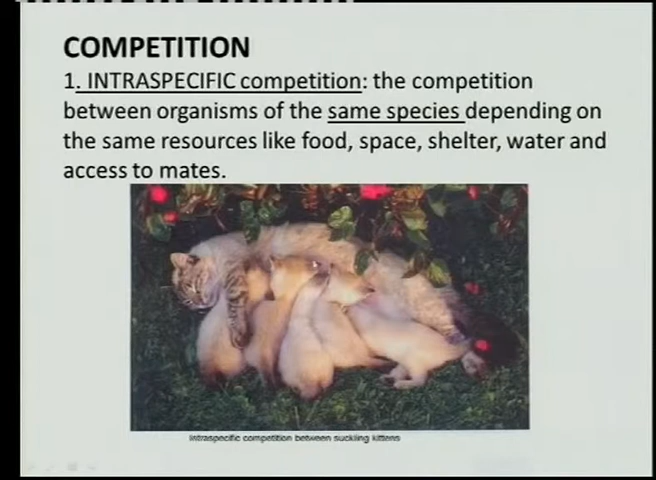 COMPETITION
1. INTRASPECIFIC competition: the competition
between organisms of the same species depending on
the same resources like food, space, shelter, water and
access to mates.
Intraspecific competition between suckling kittens